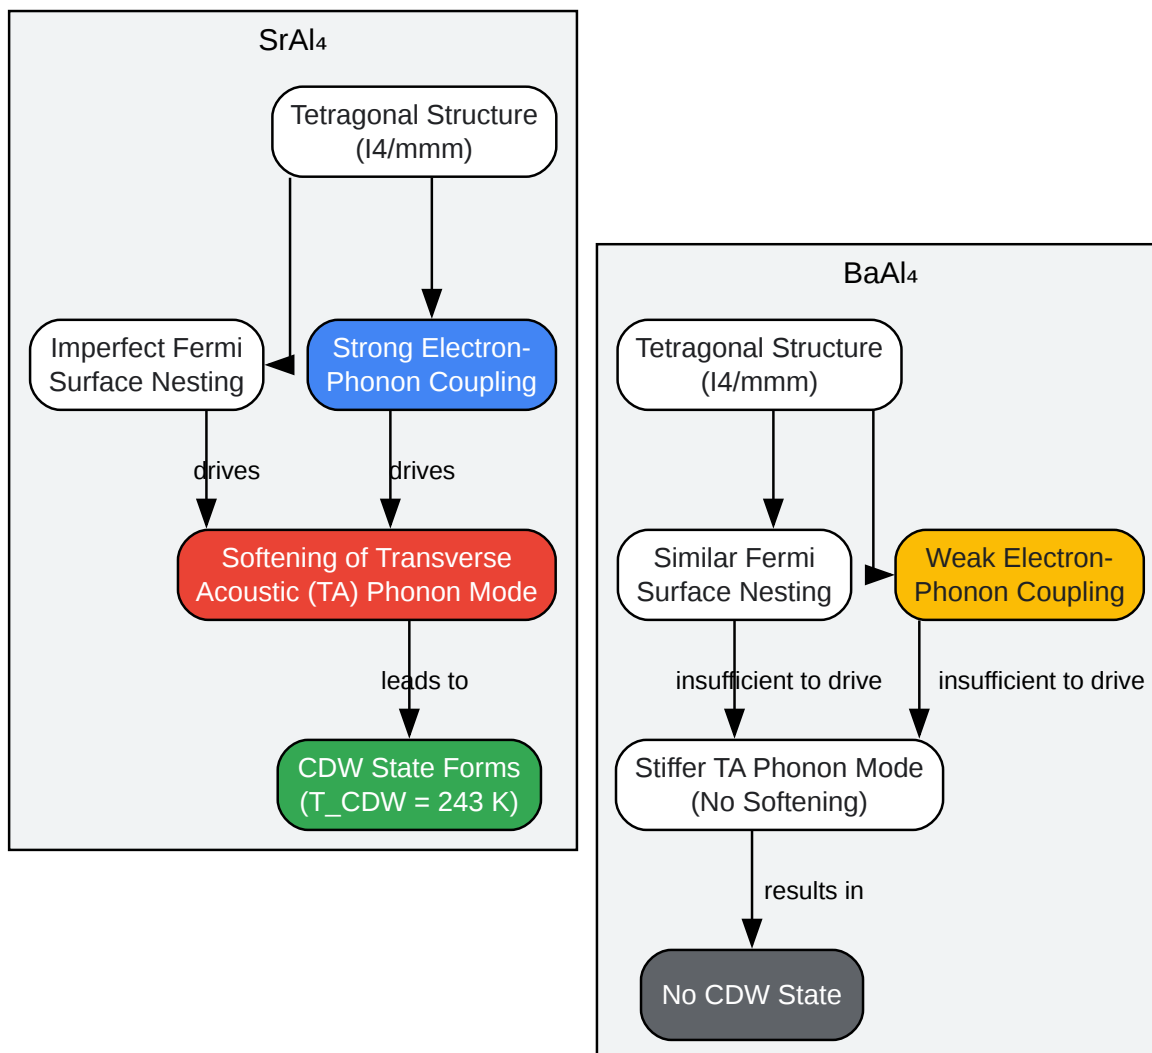 SrAl₄
Tetragonal Structure
(I4/mmm)
Imperfect Fermi
Surface Nesting
Strong Electron-
Phonon Coupling
drives
drives
Softening of Transverse
Acoustic (TA) Phonon Mode
leads to
CDW State Forms
(T_CDW = 243 K)
BaAl₄
Tetragonal Structure
(I4/mmm)
Similar Fermi
Surface Nesting
Weak Electron-
Phonon Coupling
insufficient to drive
insufficient to drive
Stiffer TA Phonon Mode
(No Softening)
results in
No CDW State